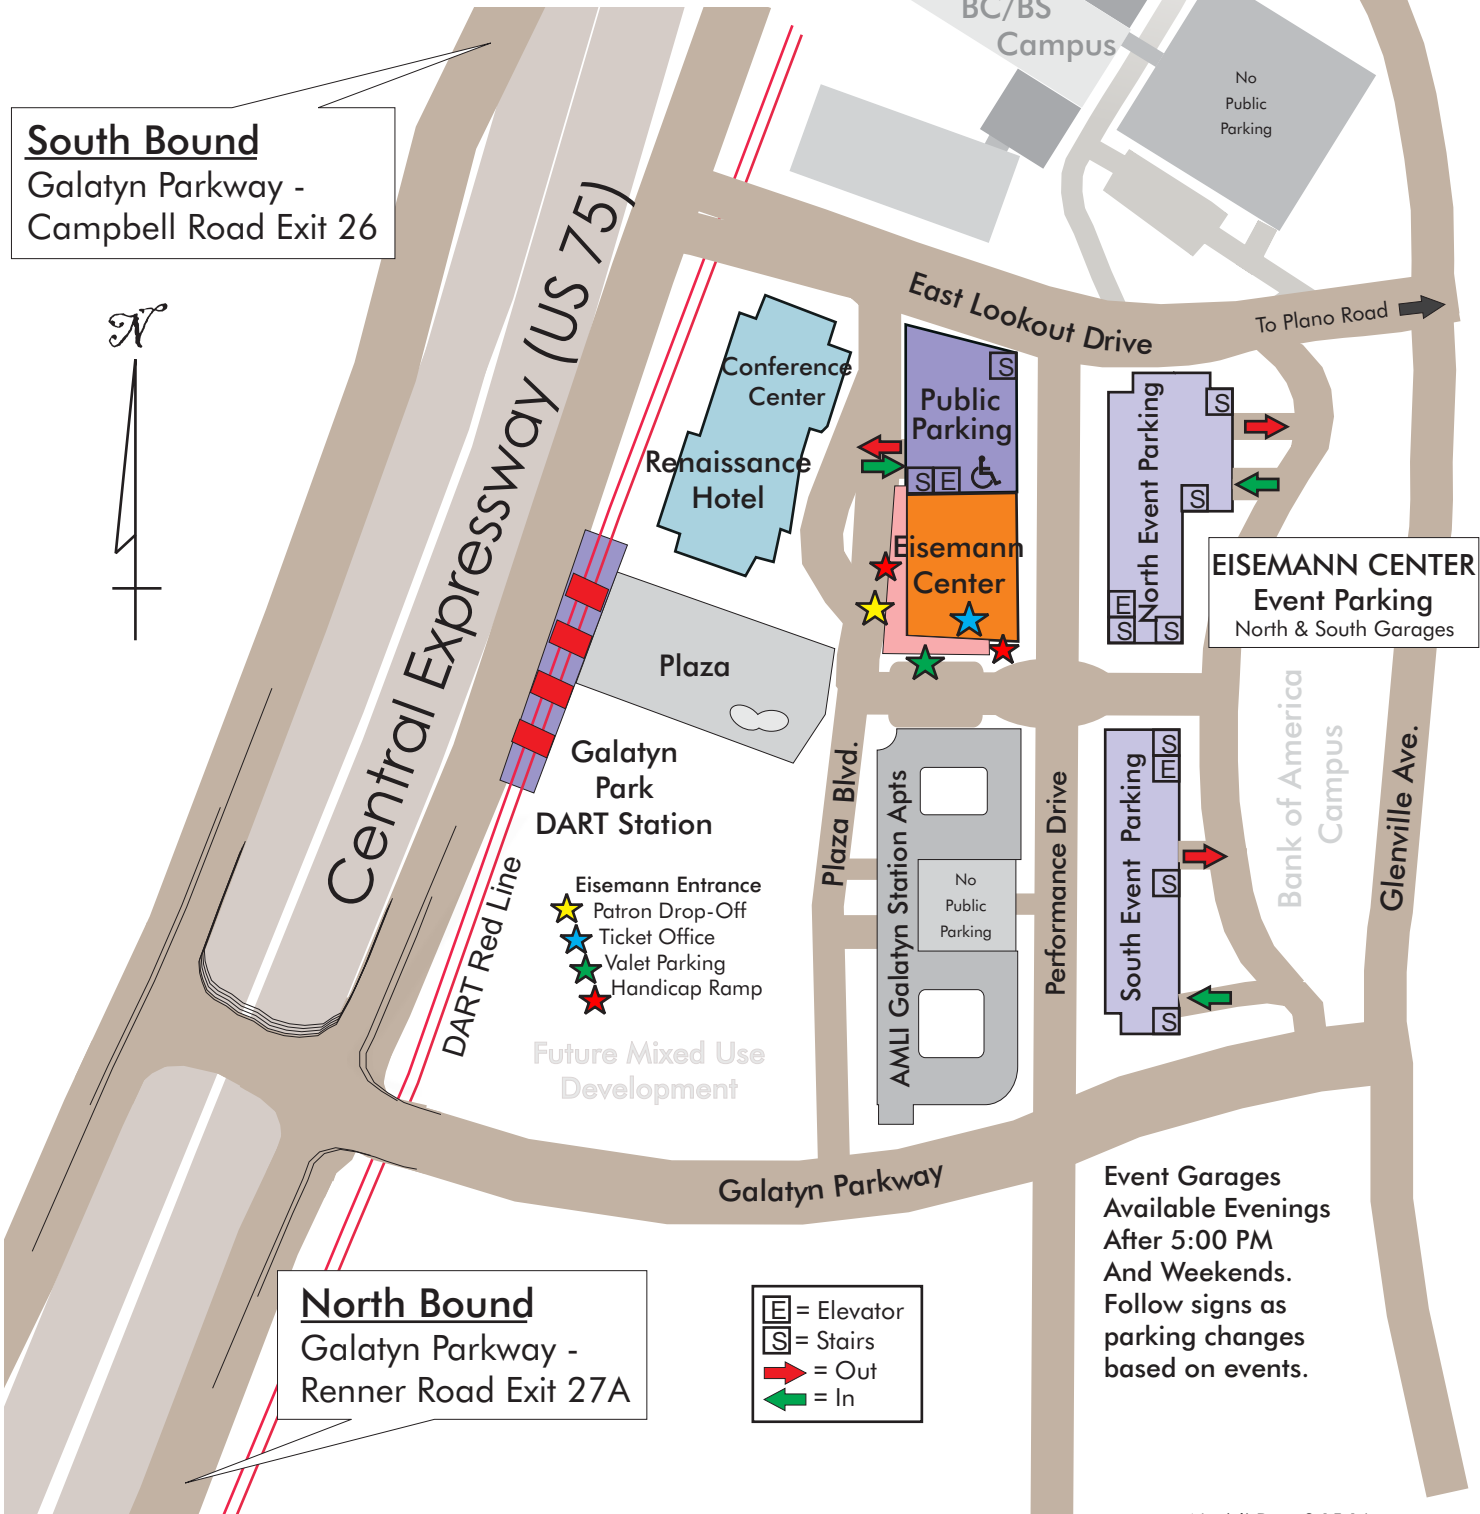 BC/BS
Campus
No
Public
Parking
South Bound
Galatyn Parkway -
Campbell Road Exit 26
N
Central Expressway (US 75)
East Lookout Drive
To Plano Road
Conference
Center
Renaissance
Hotel
Public
Parking
S
S
E
Eisemann
Center
North Event Parking
S
S
E
S
S
EISEMANN CENTER
Event Parking
North & South Garages
Plaza
Galatyn
Park
DART Station
Plaza Blvd.
AMLI Galatyn Station Apts
No
Public
Parking
Performance Drive
South Event Parking
S
E
S
S
Bank of America
Campus
Glenville Ave.
DART Red Line
Eisemann Entrance
Patron Drop-Off
Ticket Office
Valet Parking
Handicap Ramp
Future Mixed Use
Development
Galatyn Parkway
Event Garages
Available Evenings
After 5:00 PM
And Weekends.
Follow signs as
parking changes
based on events.
North Bound
Galatyn Parkway -
Renner Road Exit 27A
E = Elevator
S = Stairs
= Out
= In